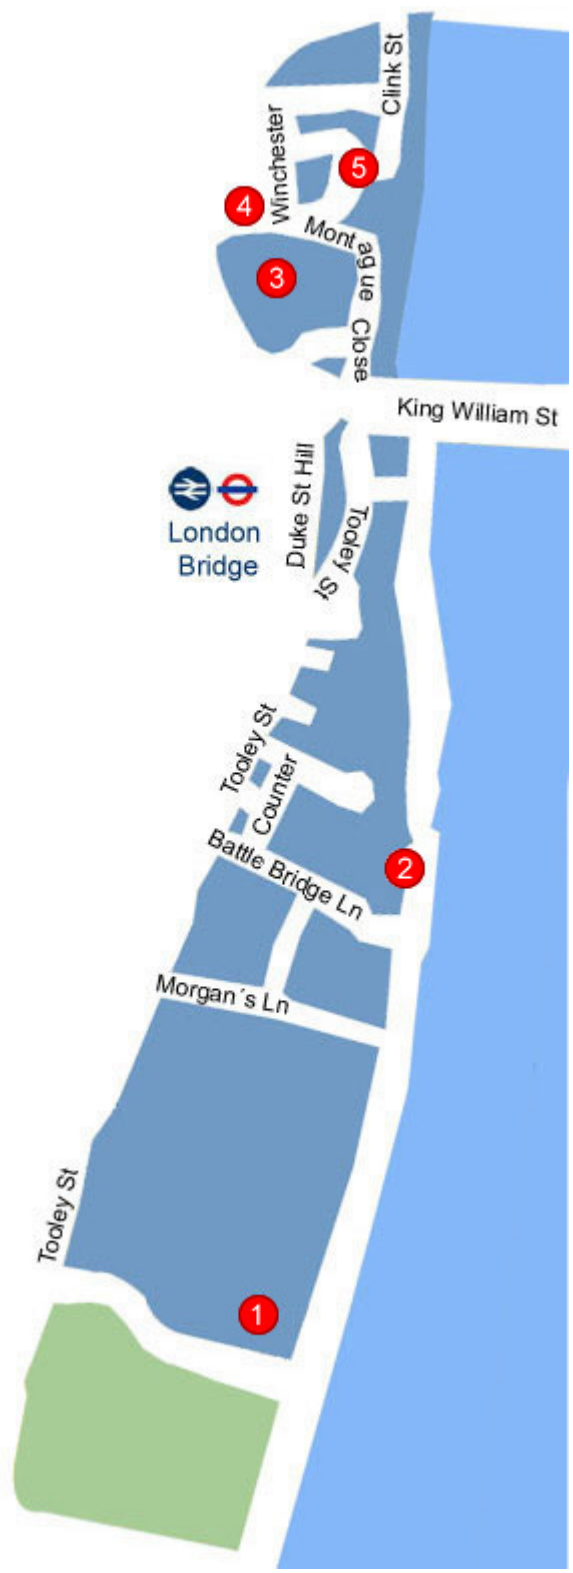 Clink St
Winchester
5
4
Montague Close
3
King William St
Duke St Hill
London
Bridge
Tooley St
Tooley St
Counter
Battle Bridge Ln
2
Morgan´s Ln
Tooley St
1